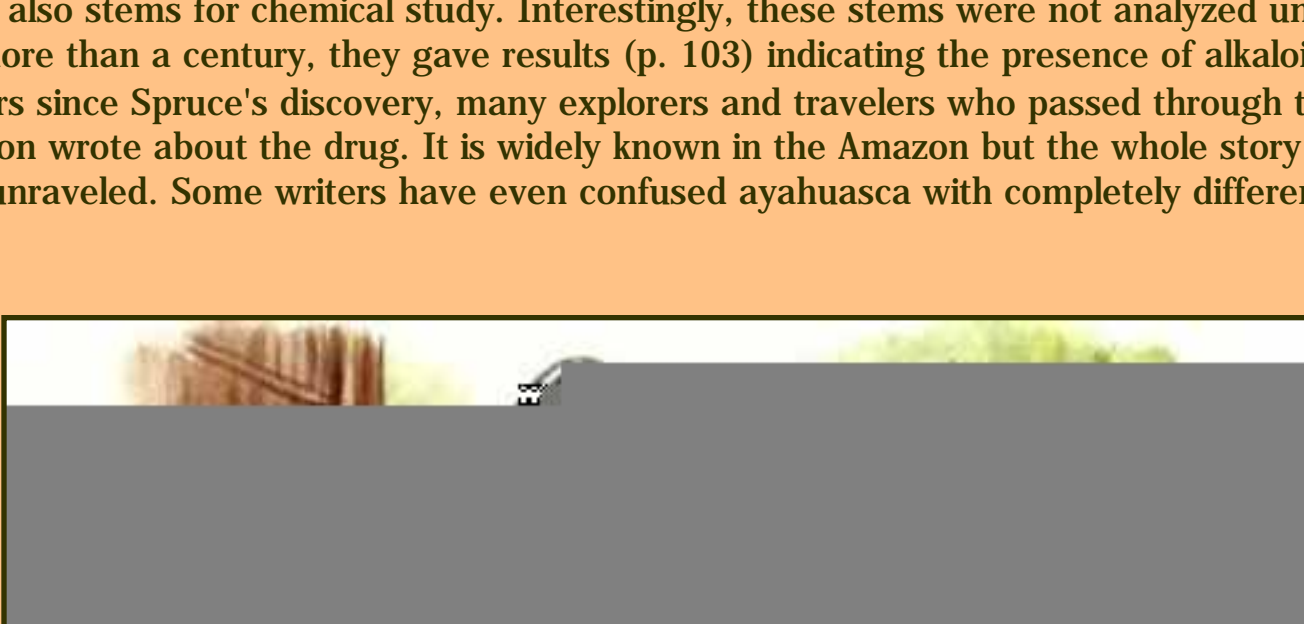 also stems for chemical study. Interestingly, these stems were not analyzed un
ore than a century, they gave results (p. 103) indicating the presence of alkaloi
rs since Spruce's discovery, many explorers and travelers who passed through t
on wrote about the drug. It is widely known in the Amazon but the whole story
unraveled. Some writers have even confused ayahuasca with completely differen